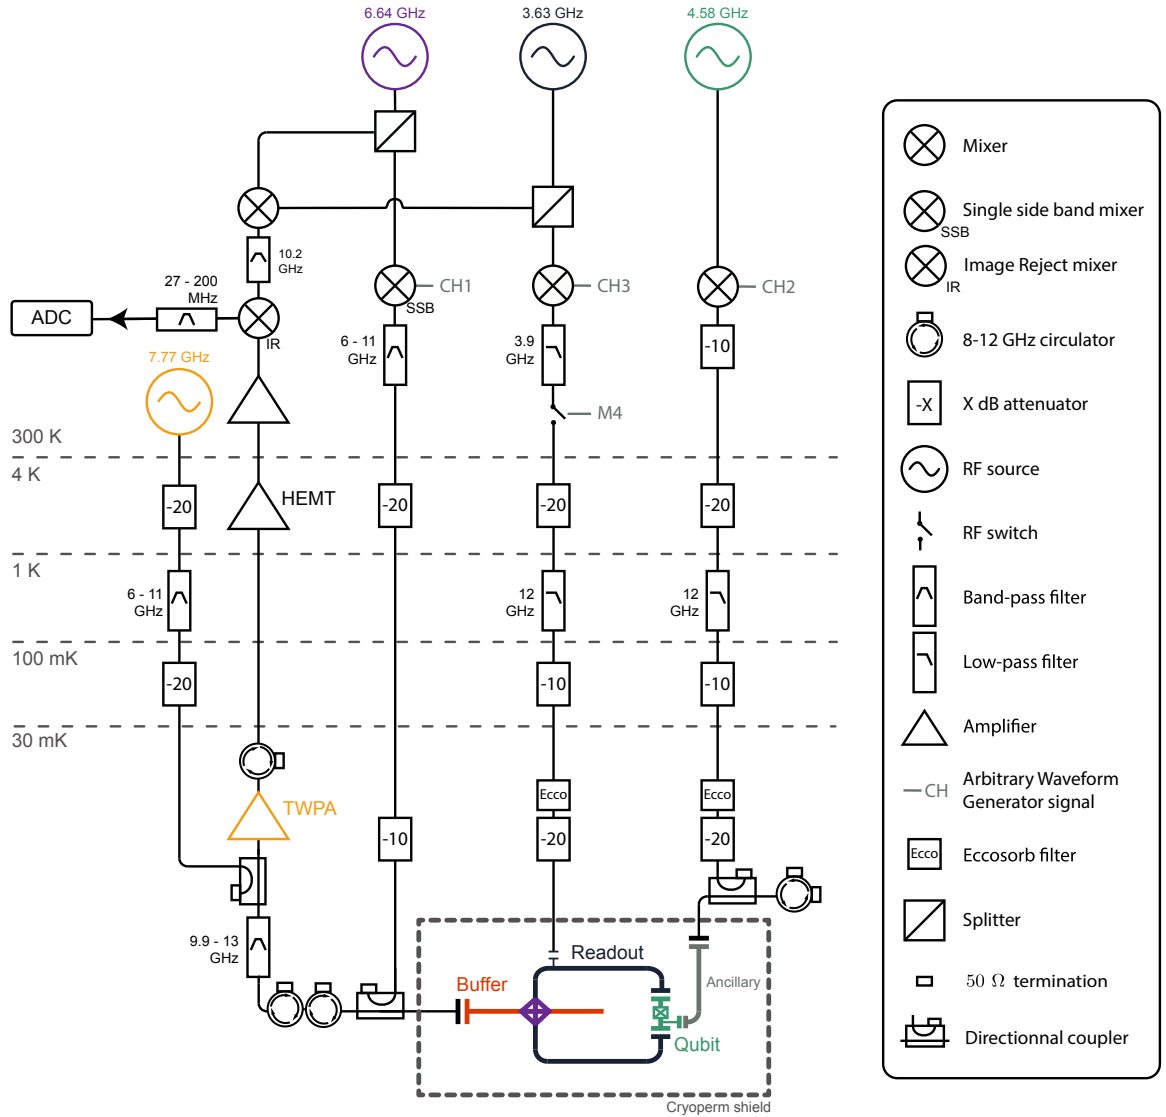 6.64 GHz
3.63 GHz
4.58 GHz
10.2
GHz
27 - 200
MHz
ADC
IR
7.77 GHz
CH1
SSB
CH3
CH2
6 - 11
GHz
3.9
GHz
-10
M4
300 K
4 K
-20
HEMT
-20
-20
-20
1 K
6 - 11
GHz
12
GHz
12
GHz
100 mK
-20
-10
-10
30 mK
TWPA
Ecco
Ecco
-10
-20
-20
9.9 - 13
GHz
Readout
Buffer
Ancillary
Qubit
Cryoperm shield
Mixer
Single side band mixer
SSB
Image Reject mixer
IR
8-12 GHz circulator
-X
X dB attenuator
RF source
RF switch
Band-pass filter
Low-pass filter
Amplifier
CH
Arbitrary Waveform
Generator signal
Ecco
Eccosorb filter
Splitter
50 Ω termination
Directionnal coupler